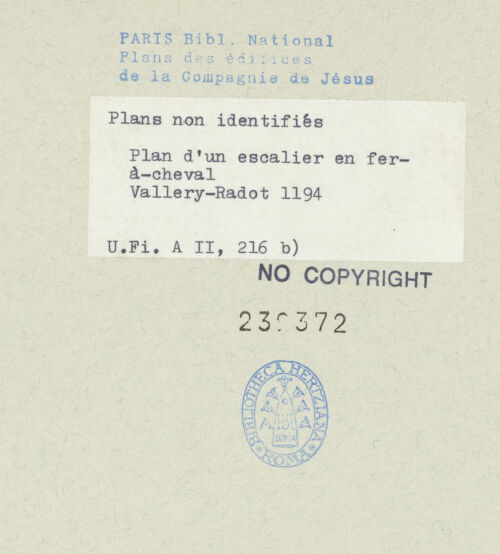 PARIS Bibl. National
Plans des édifices
de la Compagnie de Jésus
Plans non identifiés
Plan d'un escalier en fer-
à-cheval
Vallery-Radot 1194
U.Fi. A II, 216 b)
NO COPYRIGHT
BIBLIOTHECA HERTZIANA
ROMA